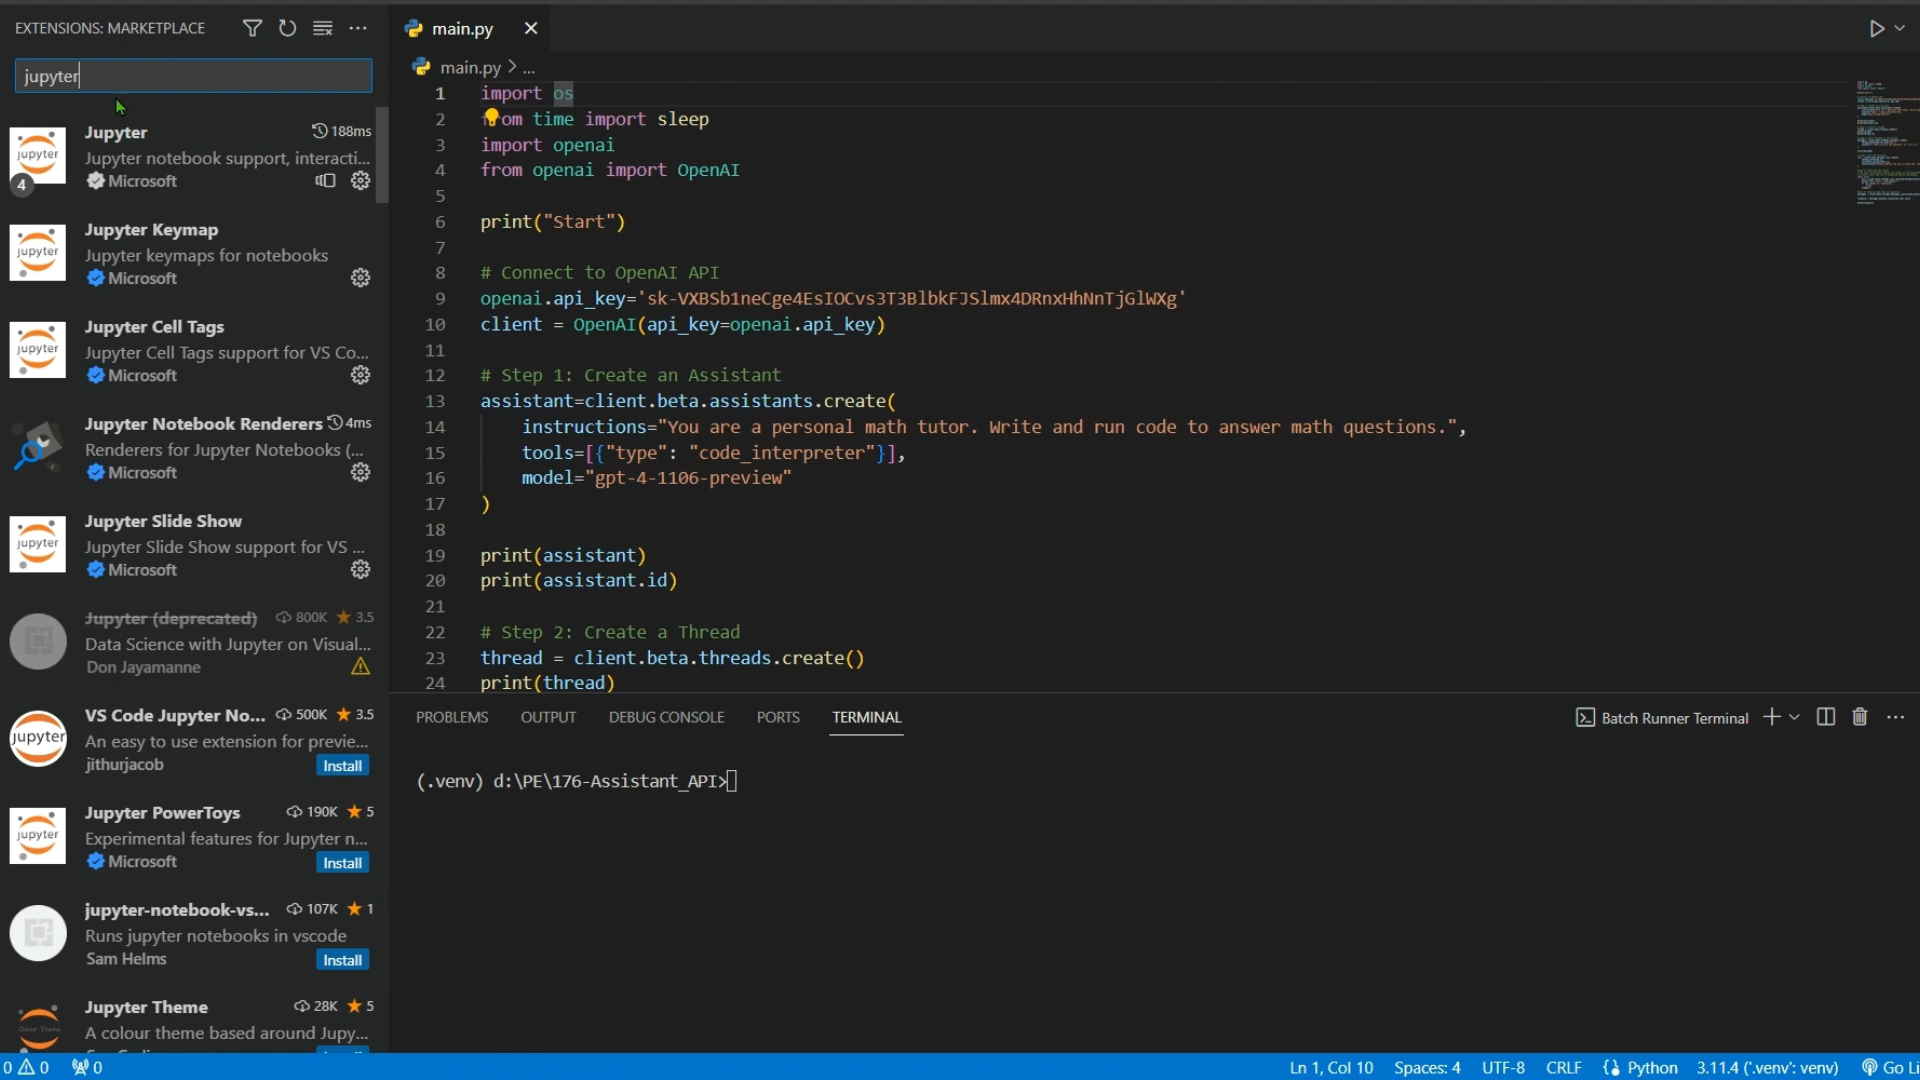 EXTENSIONS: MARKETPLACE
jupyter
jupyter
4
Jupyter
188ms
Jupyter notebook support, interacti...
Microsoft
jupyter
Jupyter Keymap
Jupyter keymaps for notebooks
Microsoft
jupyter
Jupyter Cell Tags
Jupyter Cell Tags support for VS Co...
Microsoft
Jupyter Notebook Renderers
4ms
Renderers for Jupyter Notebooks (...
Microsoft
jupyter
Jupyter Slide Show
Jupyter Slide Show support for VS ...
Microsoft
Jupyter (deprecated)
800K
3.5
Data Science with Jupyter on Visual...
Don Jayamanne
jupyter
VS Code Jupyter No...
500K
3.5
An easy to use extension for previe...
jithurjacob
Install
jupyter
Jupyter PowerToys
190K
5
Experimental features for Jupyter n...
Microsoft
Install
jupyter-notebook-vs...
107K
1
Runs jupyter notebooks in vscode
Sam Helms
Install
Jupyter Theme
28K
5
A colour theme based around Jupy...
main.py
main.py > ...
1 import os
2 from time import sleep
3 import openai
4 from openai import OpenAI
5
6 print("Start")
7
8 # Connect to OpenAI API
9 openai.api_key='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'
10 client = OpenAI(api_key=openai.api_key)
11
12 # Step 1: Create an Assistant
13 assistant=client.beta.assistants.create(
14 instructions="You are a personal math tutor. Write and run code to answer math questions.",
15 tools=[{"type": "code_interpreter"}],
16 model="gpt-4-1106-preview"
17 )
18
19 print(assistant)
20 print(assistant.id)
21
22 # Step 2: Create a Thread
23 thread = client.beta.threads.create()
24 print(thread)
PROBLEMS OUTPUT DEBUG CONSOLE PORTS TERMINAL
Batch Runner Terminal
(.venv) d:\PE\176-Assistant_API>
0 0 0
Ln 1, Col 10 Spaces: 4 UTF-8 CRLF Python 3.11.4 ('.venv': venv) Go Li